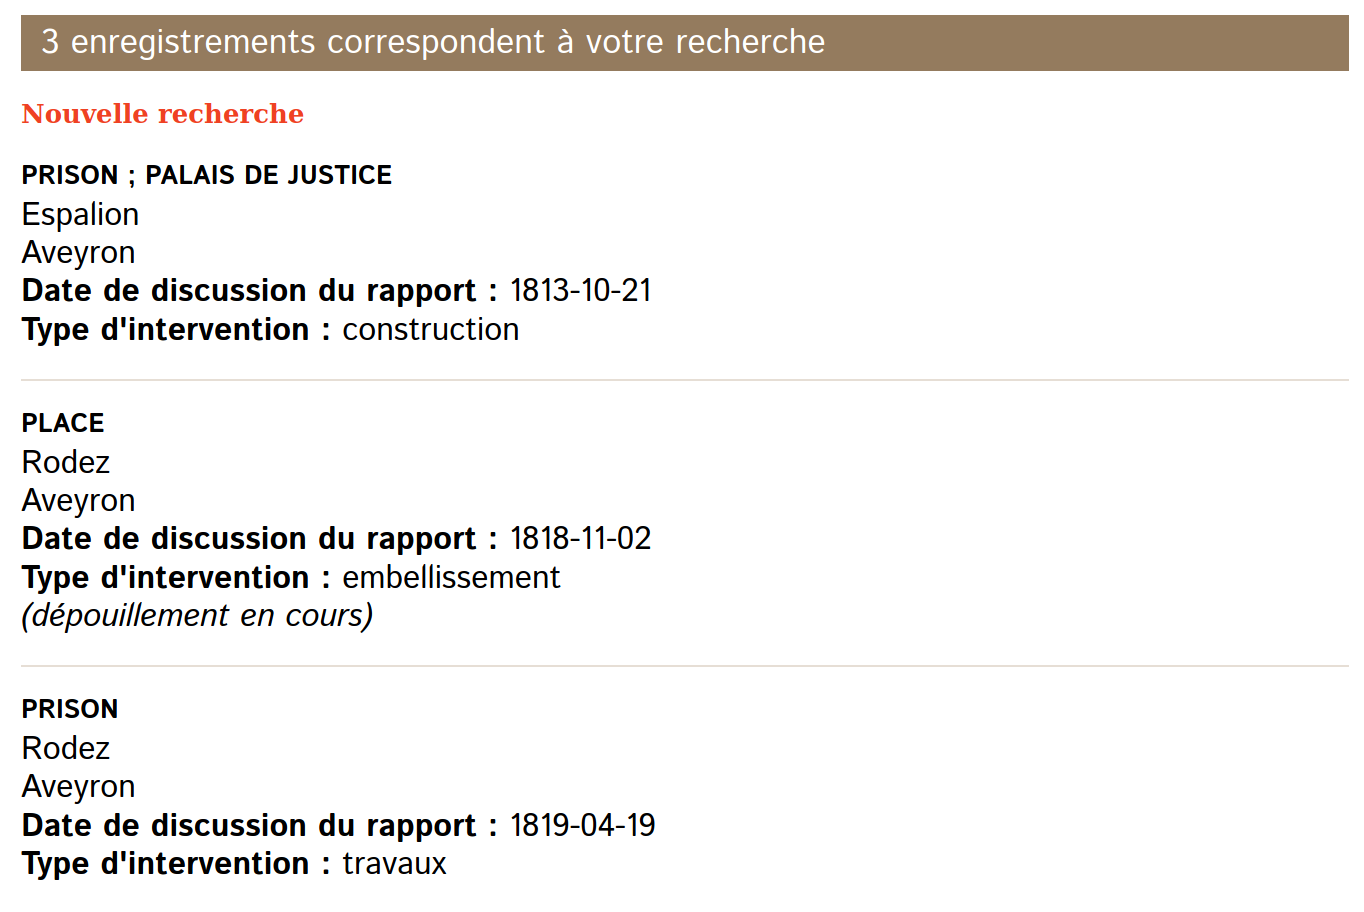 3 enregistrements correspondent à votre recherche
Nouvelle recherche
PRISON ; PALAIS DE JUSTICE
Espalion
Aveyron
Date de discussion du rapport : 1813-10-21
Type d'intervention : construction
PLACE
Rodez
Aveyron
Date de discussion du rapport : 1818-11-02
Type d'intervention : embellissement
(dépouillement en cours)
PRISON
Rodez
Aveyron
Date de discussion du rapport : 1819-04-19
Type d'intervention : travaux